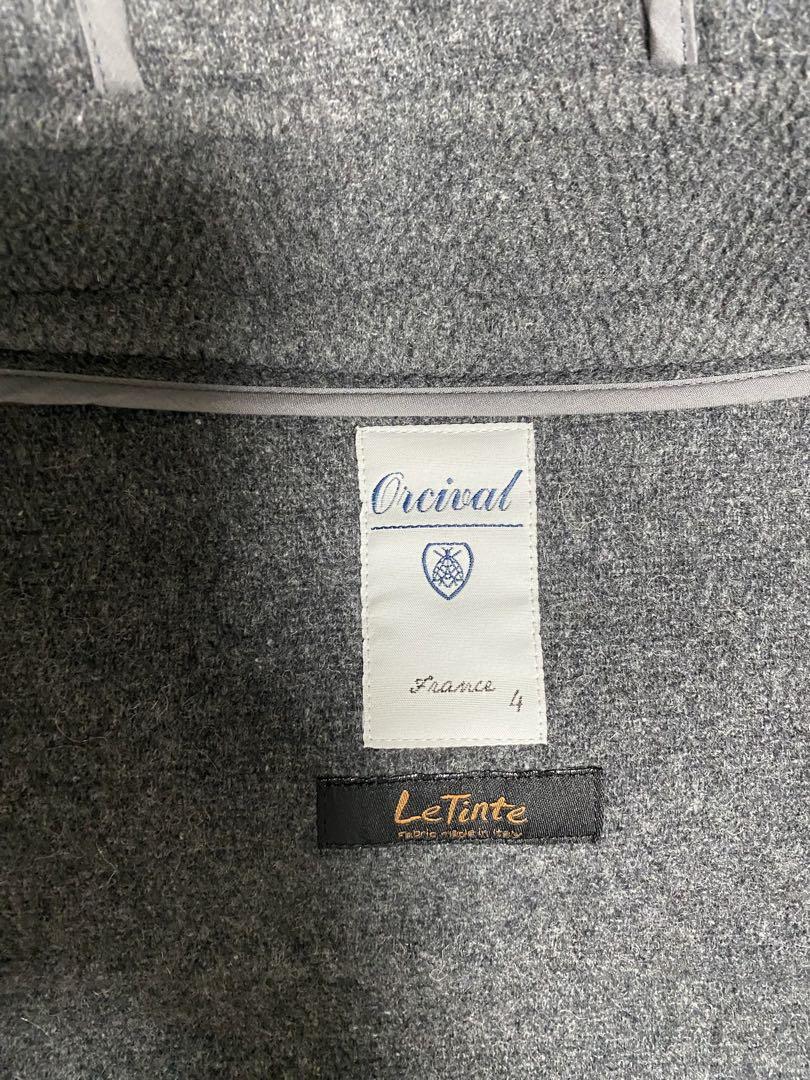 Orcival
France
4
LeTinte
Fabric made in Italy